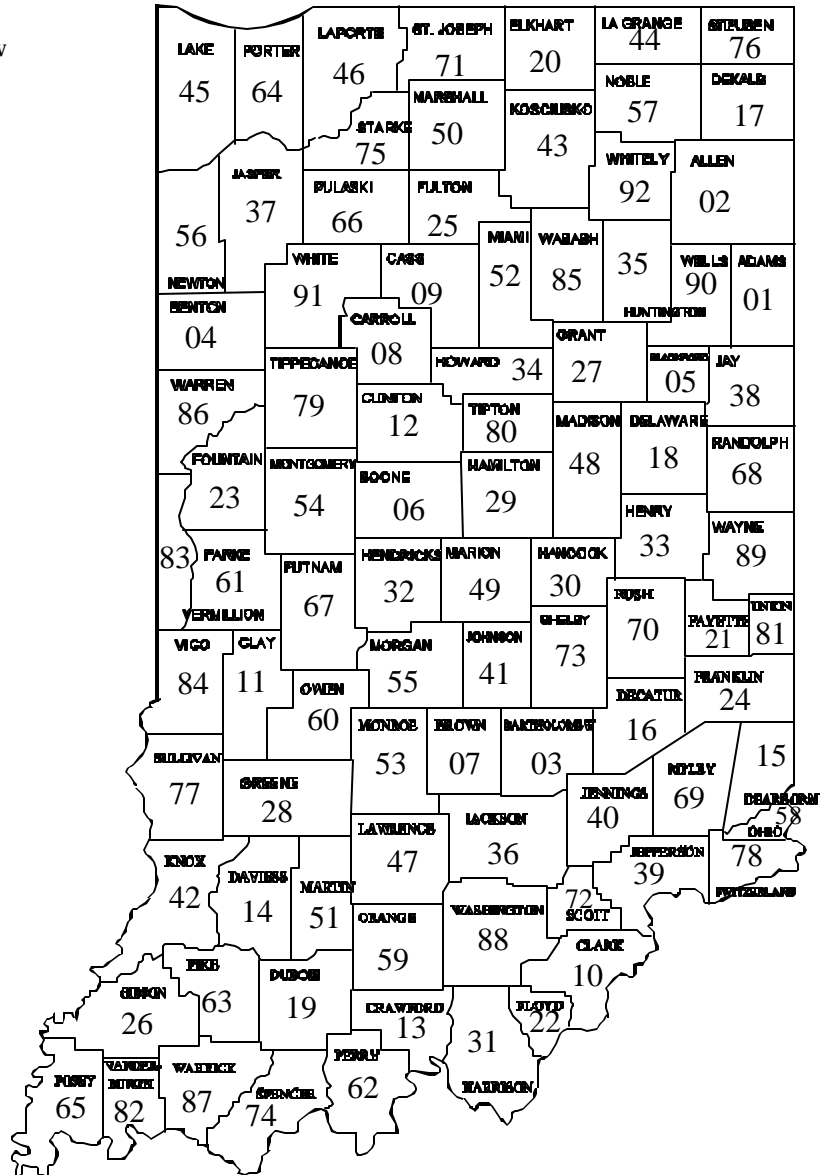 w
LAKE
45
PORTER
64
LAPORTE
46
ST. JOSEPH
71
ELKHART
20
LA GRANGE
44
STEUBEN
76
MARSHALL
50
STARKE
75
KOSCIUSKO
43
NOBLE
57
DEKALB
17
JASPER
37
PULASKI
66
FULTON
25
WHITELY
92
ALLEN
02
56
NEWTON
WHITE
91
CASS
09
MIAMI
52
WABASH
85
35
HUNTINGTON
WELLS
90
ADAMS
01
BENTON
04
CARROLL
08
HOWARD 34
GRANT
27
BLACKFORD
05
JAY
38
WARREN
86
TIPPECANOE
79
CLINTON
12
TIPTON
80
MADISON
48
DELAWARE
18
RANDOLPH
68
FOUNTAIN
23
MONTGOMERY
54
BOONE
06
HAMILTON
29
HENRY
33
WAYNE
89
83
VERMILLION
PARKE
61
PUTNAM
67
HENDRICKS
32
MARION
49
HANCOCK
30
RUSH
70
FAYETTE
21
UNION
81
VIGO
84
CLAY
11
OWEN
60
MORGAN
55
JOHNSON
41
SHELBY
73
DECATUR
16
FRANKLIN
24
SULLIVAN
77
GREENE
28
MONROE
53
BROWN
07
BARTHOLOMEW
03
JENNINGS
40
RIPLEY
69
15
DEARBORN
58
OHIO
78
SWITZERLAND
KNOX
42
DAVIESS
14
MARTIN
51
LAWRENCE
47
JACKSON
36
JEFFERSON
39
72
SCOTT
ORANGE
59
WASHINGTON
88
CLARK
10
GIBSON
26
PIKE
63
DUBOIS
19
CRAWFORD
13
31
HARRISON
FLOYD
22
POSEY
65
VANDER-
BURGH
82
WARRICK
87
SPENCER
74
PERRY
62